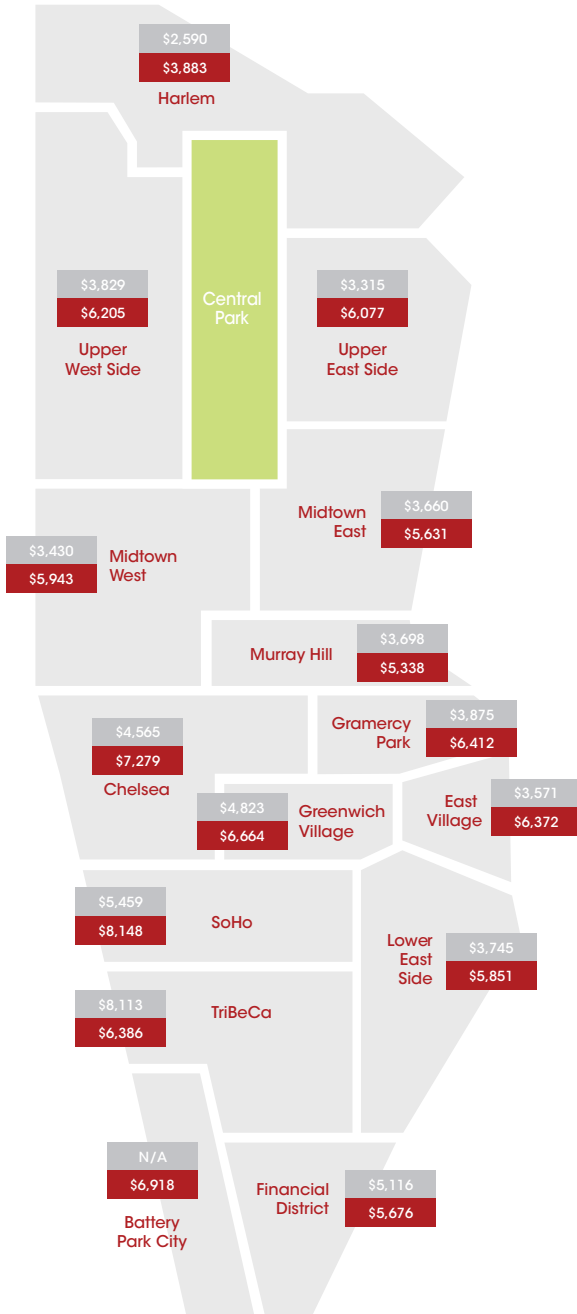 $2,590
$3,883
Harlem
$3,829
$6,205
Upper
West Side
Central
Park
$3,315
$6,077
Upper
East Side
Midtown
East
$3,660
$5,631
$3,430
$5,943
Midtown
West
Murray Hill
$3,698
$5,338
$4,565
$7,279
Chelsea
Gramercy
Park
$3,875
$6,412
$4,823
$6,664
Greenwich
Village
East
Village
$3,571
$6,372
$5,459
$8,148
SoHo
Lower
East
Side
$3,745
$5,851
$8,113
$6,386
TriBeCa
N/A
$6,918
Battery
Park City
Financial
District
$5,116
$5,676